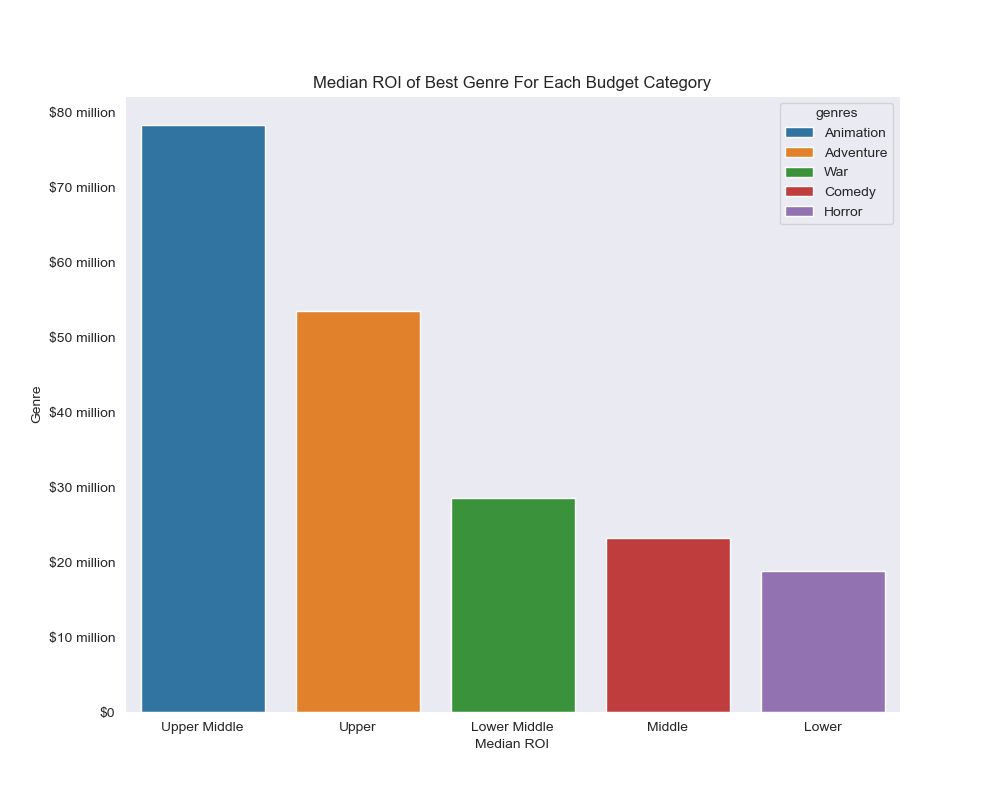 Median ROI of Best Genre For Each Budget Category
genres
Animation
Adventure
War
Comedy
Horror
$80 million
$70 million
$60 million
$50 million
$40 million
$30 million
$20 million
$10 million
$0
Genre
Upper Middle
Upper
Lower Middle
Middle
Lower
Median ROI